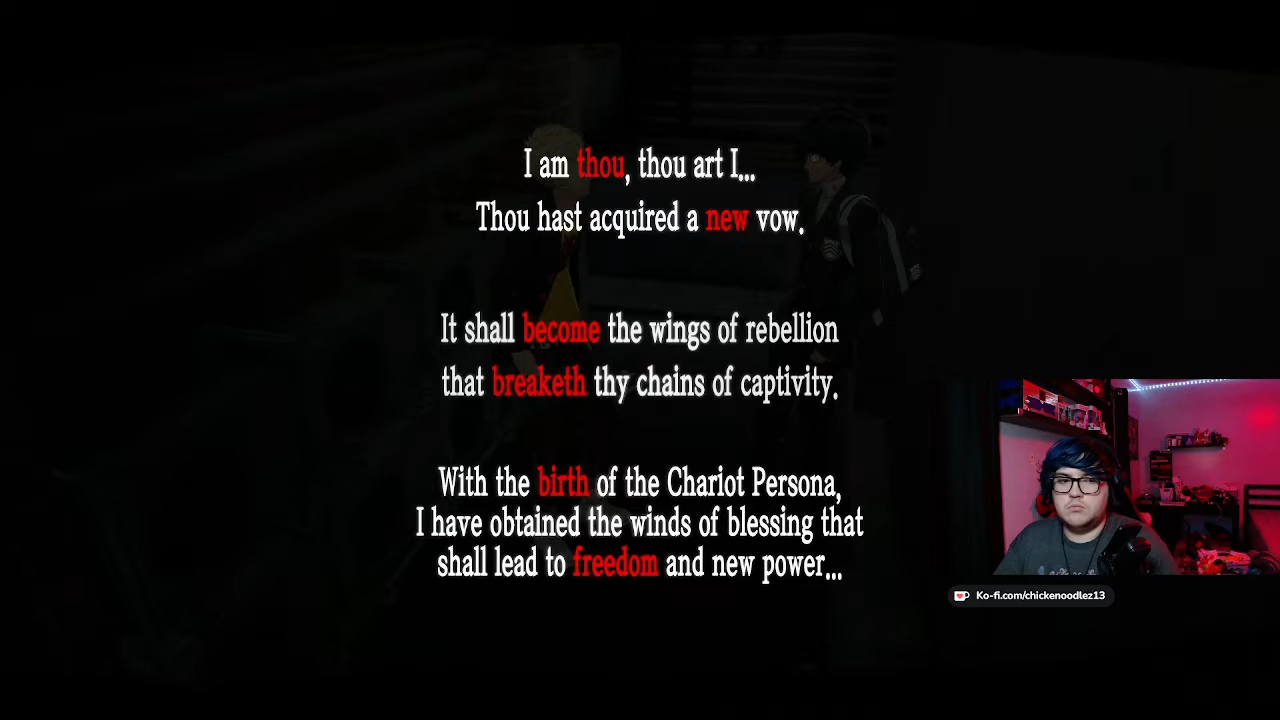 I am thou, thou art I...
Thou hast acquired a new vow.
It shall become the wings of rebellion
that breaketh thy chains of captivity.
With the birth of the Chariot Persona,
I have obtained the winds of blessing that
shall lead to freedom and new power...
Ko-fi.com/chickenoodlez13